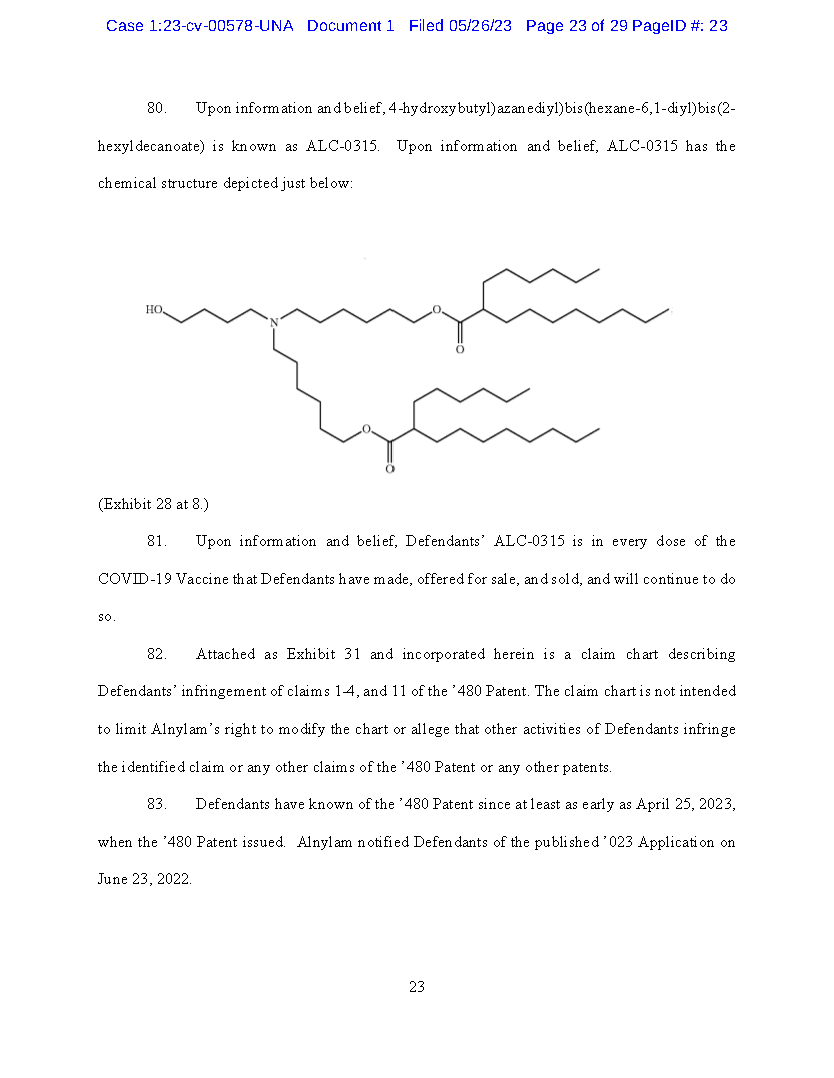 Case 1:23-cv-00578-UNA Document 1 Filed 05/26/23 Page 23 of 29 PageID #: 23
80. Upon information and belief, 4-hydroxybutyl)azanediyl)bis(hexane-6,1-diyl)bis(2-
hexyldecanoate) is known as ALC-0315. Upon information and belief, ALC-0315 has the
chemical structure depicted just below:
HO
N
O
O
O
O
(Exhibit 28 at 8.)
81. Upon information and belief, Defendants’ ALC-0315 is in every dose of the
COVID-19 Vaccine that Defendants have made, offered for sale, and sold, and will continue to do
so.
82. Attached as Exhibit 31 and incorporated herein is a claim chart describing
Defendants’ infringement of claims 1-4, and 11 of the ’480 Patent. The claim chart is not intended
to limit Alnylam’s right to modify the chart or allege that other activities of Defendants infringe
the identified claim or any other claims of the ’480 Patent or any other patents.
83. Defendants have known of the ’480 Patent since at least as early as April 25, 2023,
when the ’480 Patent issued. Alnylam notified Defendants of the published ’023 Application on
June 23, 2022.
23